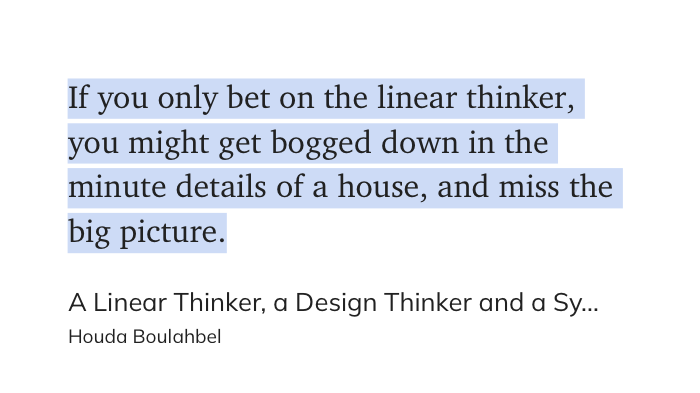 If you only bet on the linear thinker,
you might get bogged down in the
minute details of a house, and miss the
big picture.
A Linear Thinker, a Design Thinker and a Sy...
Houda Boulahbel